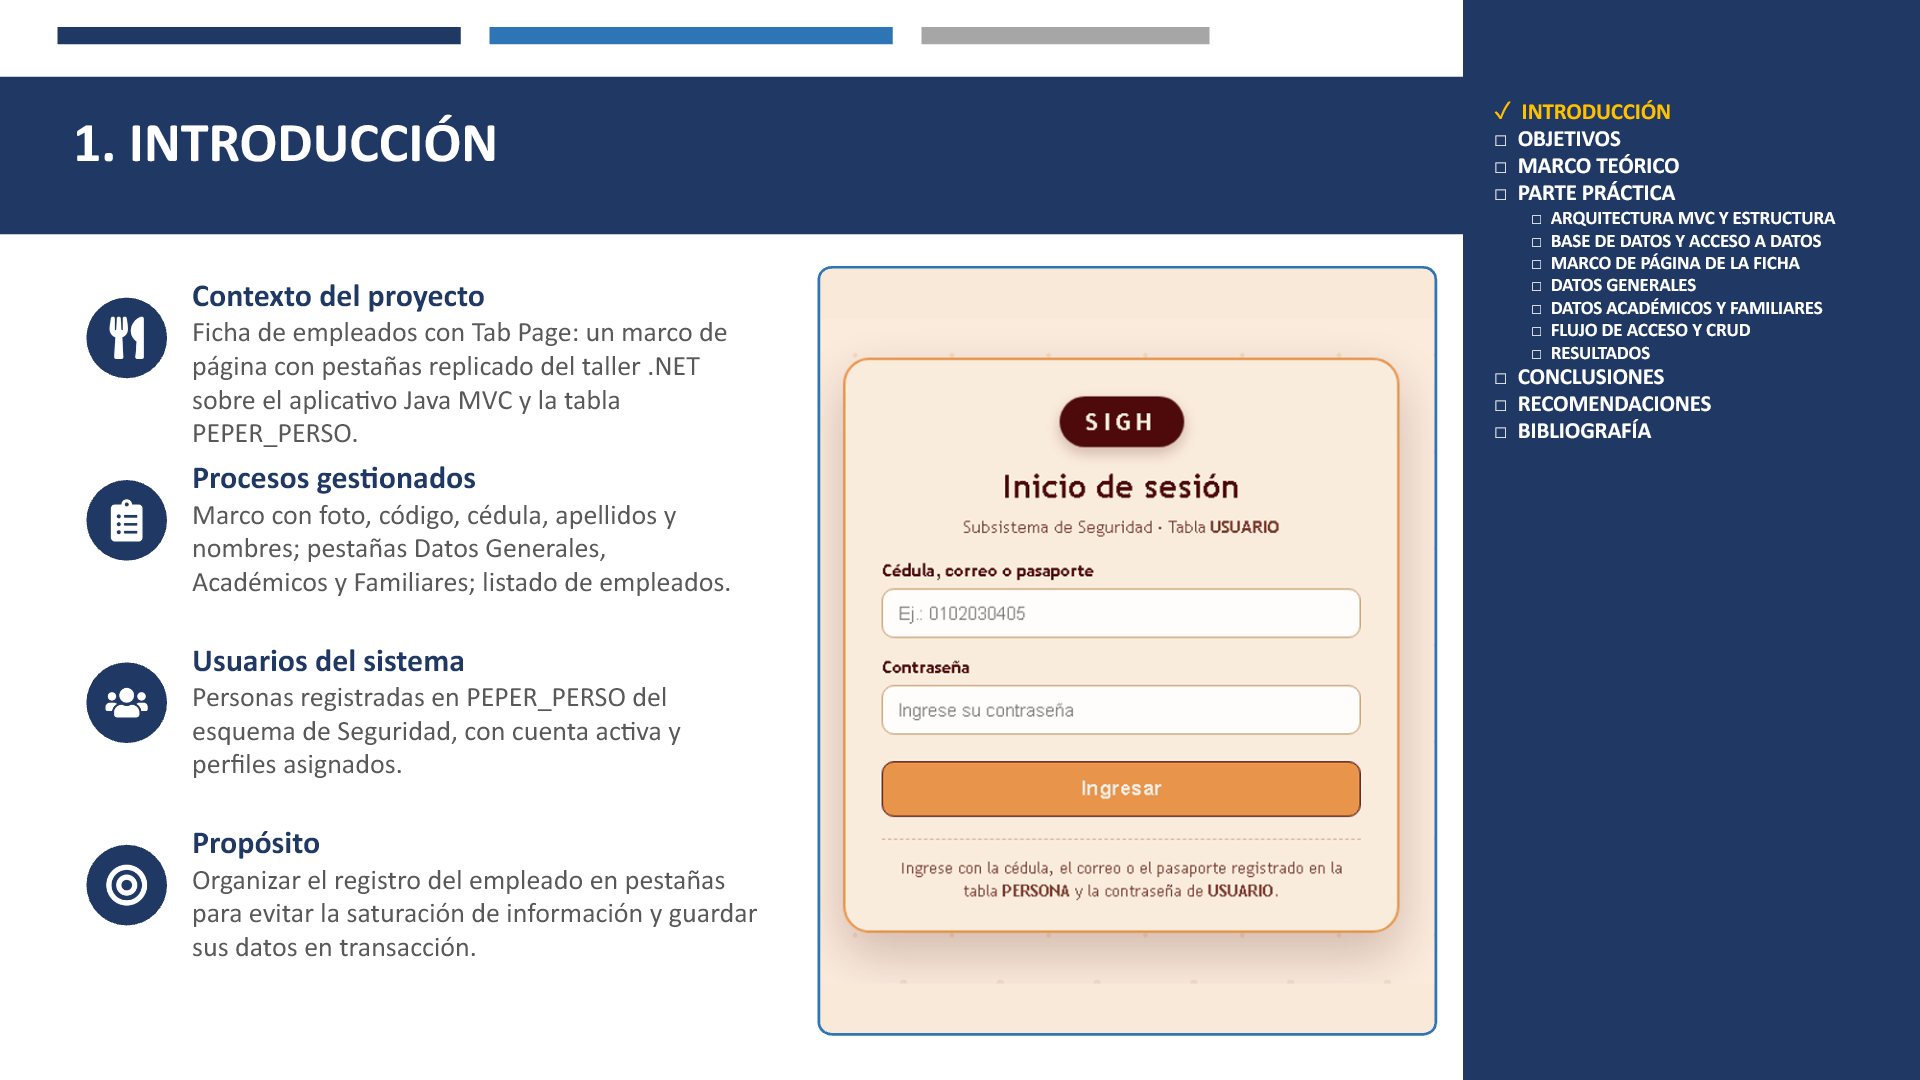 1. INTRODUCCIÓN
Contexto del proyecto
Ficha de empleados con Tab Page: un marco de
página con pestañas replicado del taller .NET
sobre el aplicativo Java MVC y la tabla
PEPER_PERSO.
Procesos gestionados
Marco con foto, código, cédula, apellidos y
nombres; pestañas Datos Generales,
Académicos y Familiares; listado de empleados.
Usuarios del sistema
Personas registradas en PEPER_PERSO del
esquema de Seguridad, con cuenta activa y
perfiles asignados.
Propósito
Organizar el registro del empleado en pestañas
para evitar la saturación de información y guardar
sus datos en transacción.
SIGH
Inicio de sesión
Subsistema de Seguridad · Tabla USUARIO
Cédula, correo o pasaporte
Ej.: 0102030405
Contraseña
Ingrese su contraseña
Ingresar
Ingrese con la cédula, el correo o el pasaporte registrado en la
tabla PERSONA y la contraseña de USUARIO.
✓ INTRODUCCIÓN
□ OBJETIVOS
□ MARCO TEÓRICO
□ PARTE PRÁCTICA
□ ARQUITECTURA MVC Y ESTRUCTURA
□ BASE DE DATOS Y ACCESO A DATOS
□ MARCO DE PÁGINA DE LA FICHA
□ DATOS GENERALES
□ DATOS ACADÉMICOS Y FAMILIARES
□ FLUJO DE ACCESO Y CRUD
□ RESULTADOS
□ CONCLUSIONES
□ RECOMENDACIONES
□ BIBLIOGRAFÍA